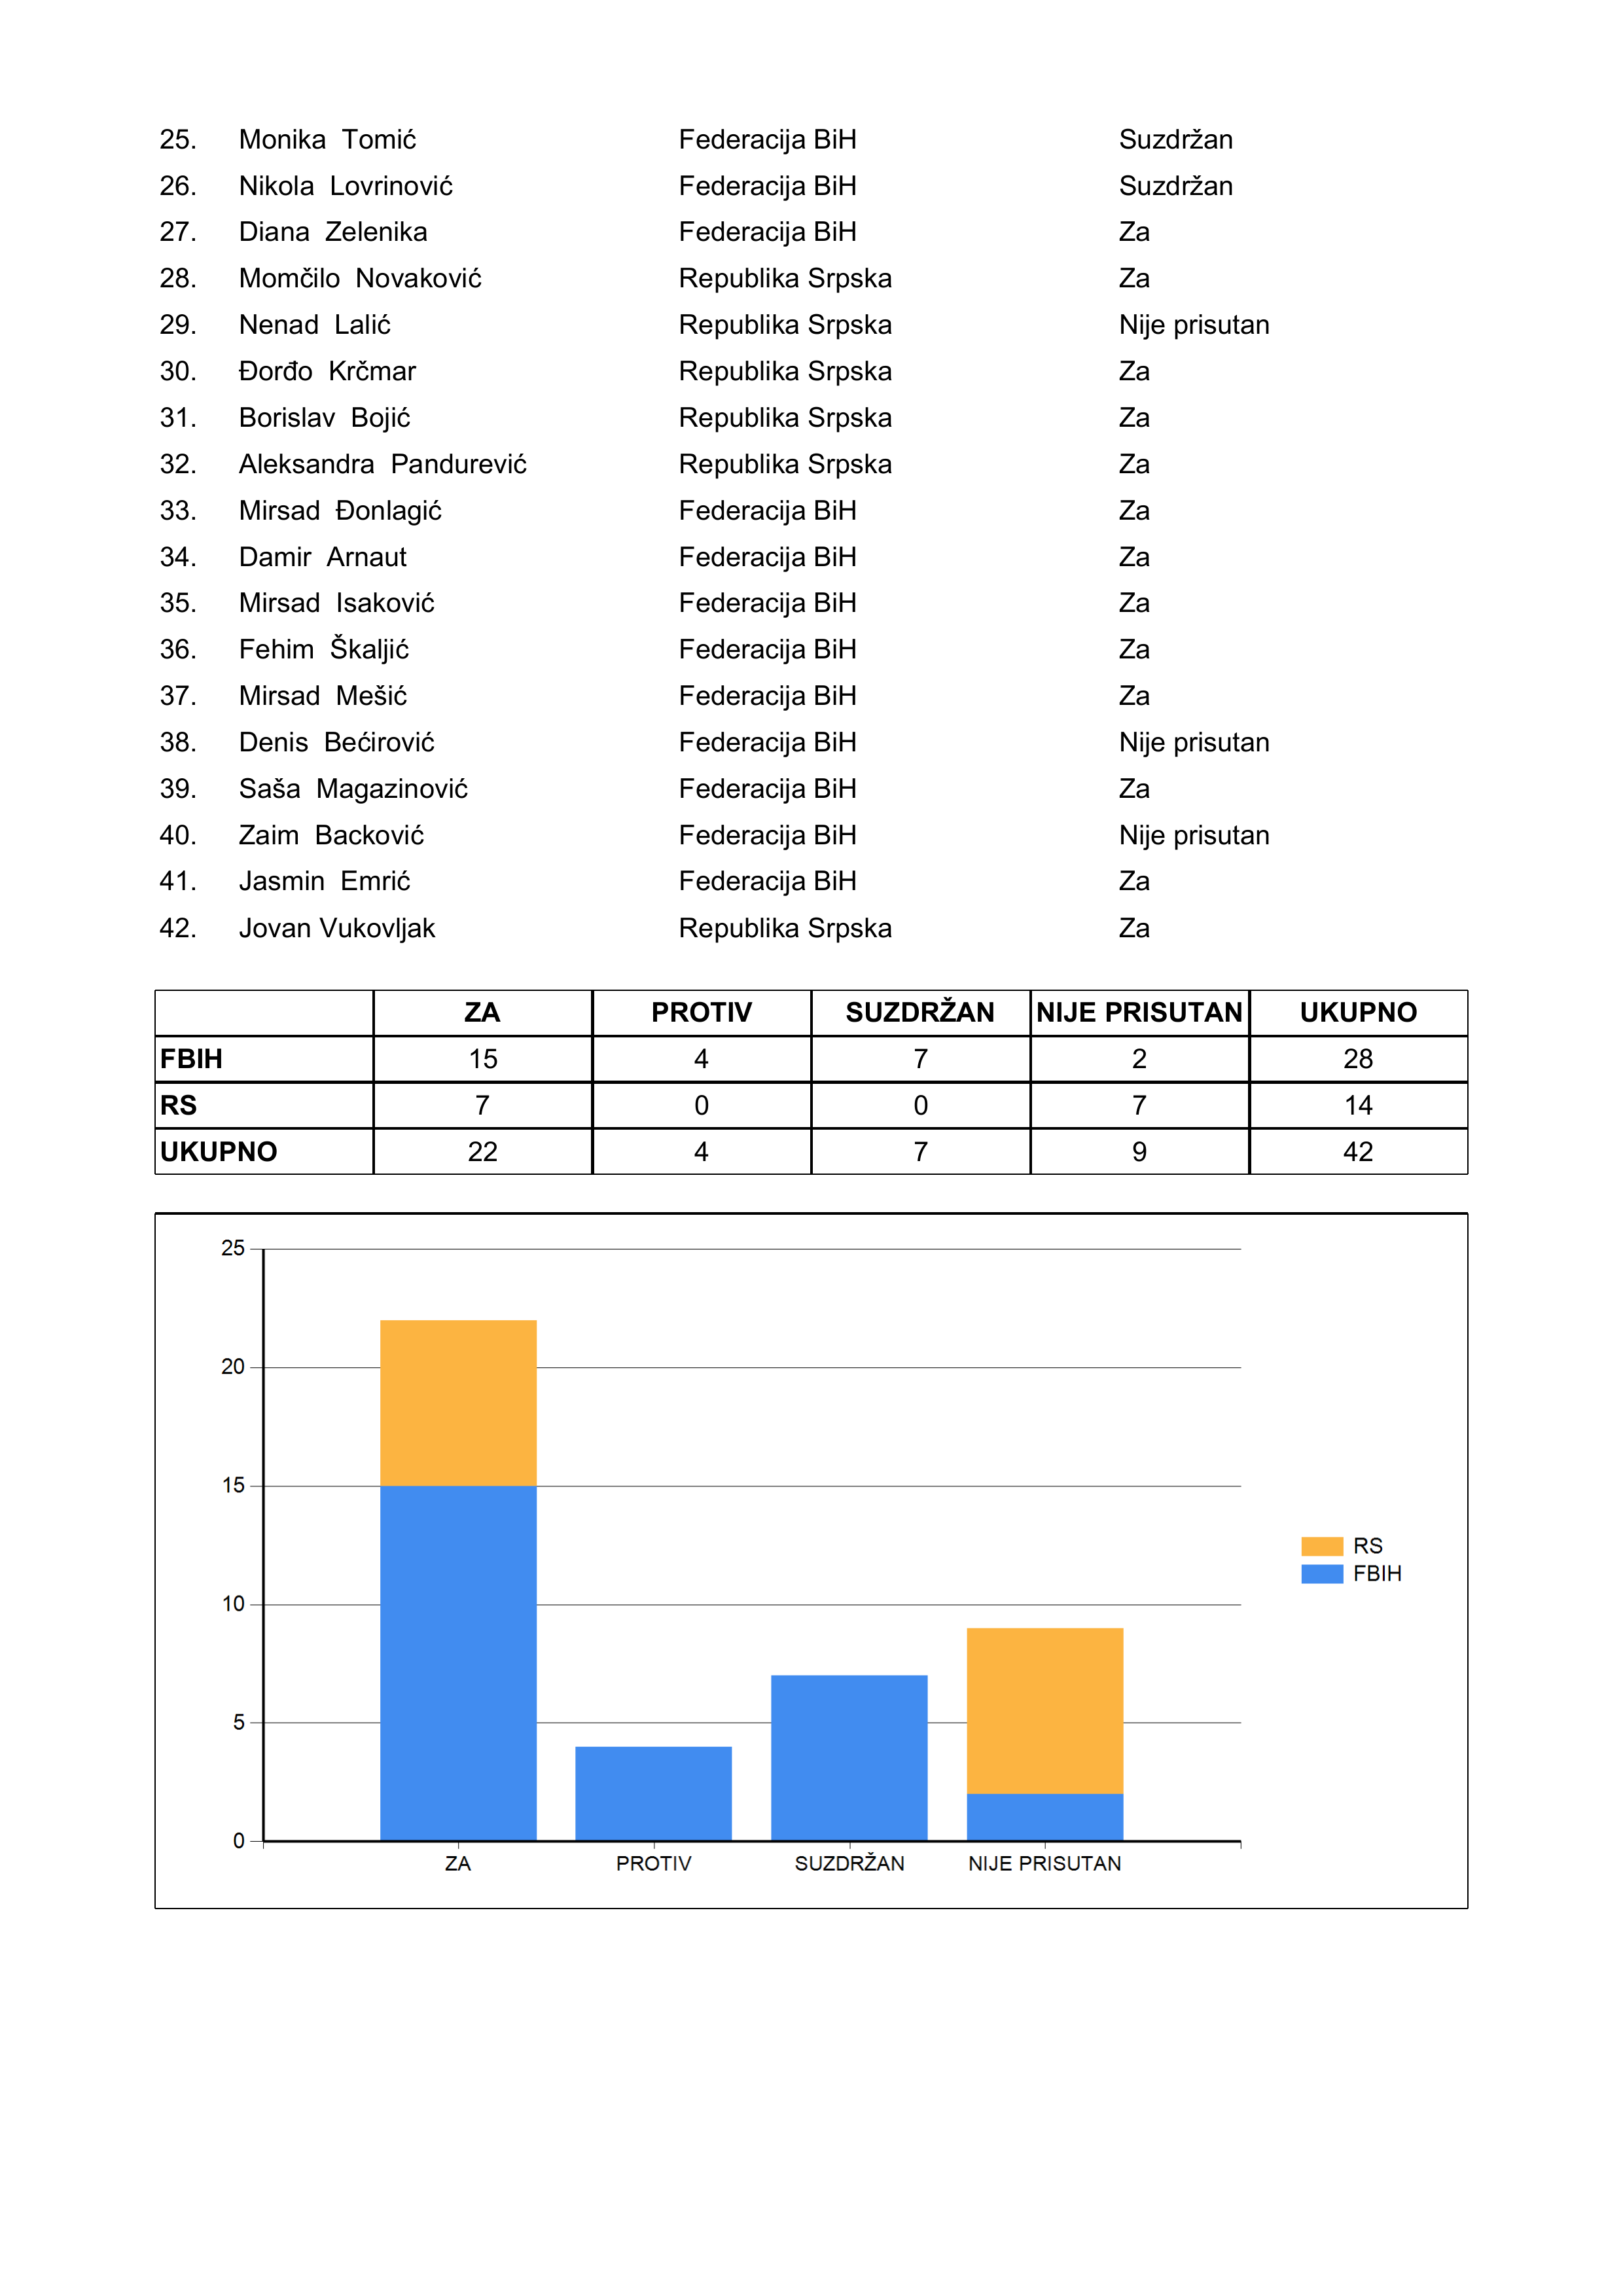 25. Monika Tomić Federacija BiH Suzdržan
26. Nikola Lovrinović Federacija BiH Suzdržan
27. Diana Zelenika Federacija BiH Za
28. Momčilo Novaković Republika Srpska Za
29. Nenad Lalić Republika Srpska Nije prisutan
30. Đorđo Krčmar Republika Srpska Za
31. Borislav Bojić Republika Srpska Za
32. Aleksandra Pandurević Republika Srpska Za
33. Mirsad Đonlagić Federacija BiH Za
34. Damir Arnaut Federacija BiH Za
35. Mirsad Isaković Federacija BiH Za
36. Fehim Škaljić Federacija BiH Za
37. Mirsad Mešić Federacija BiH Za
38. Denis Bećirović Federacija BiH Nije prisutan
39. Saša Magazinović Federacija BiH Za
40. Zaim Backović Federacija BiH Nije prisutan
41. Jasmin Emrić Federacija BiH Za
42. Jovan Vukovljak Republika Srpska Za
ZA PROTIV SUZDRŽAN NIJE PRISUTAN UKUPNO
FBIH 15 4 7 2 28
RS 7 0 0 7 14
UKUPNO 22 4 7 9 42
25
20
15
10
5
0
ZA PROTIV SUZDRŽAN NIJE PRISUTAN
RS
FBIH